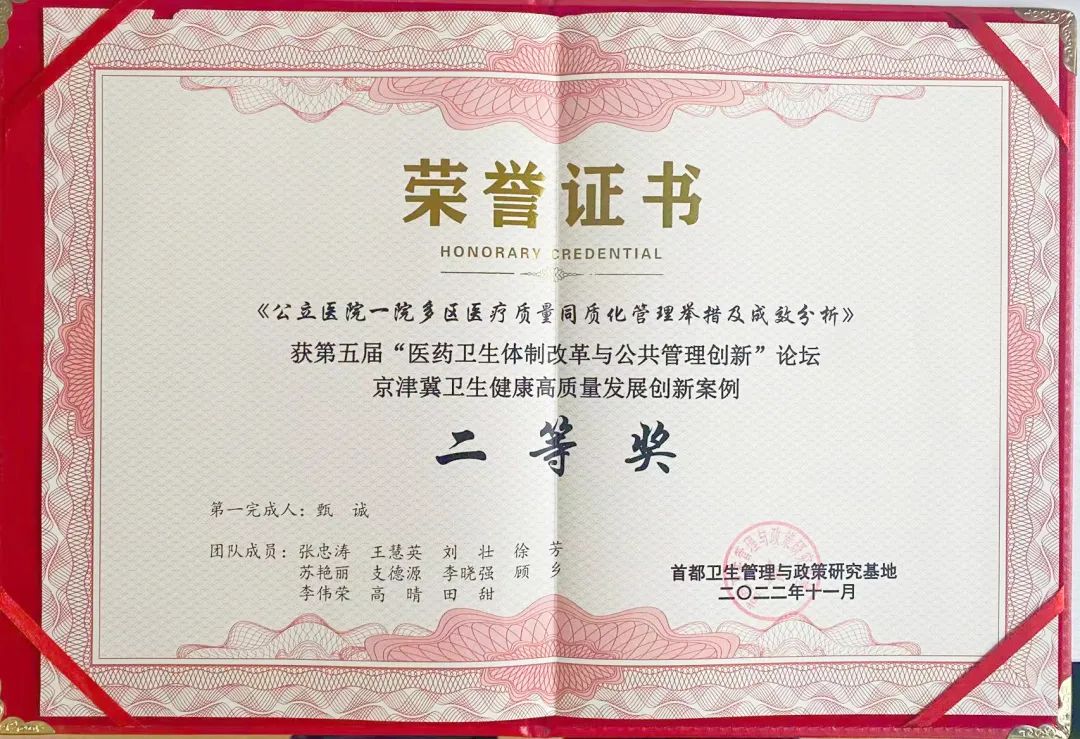 荣誉证书
HONORARY CREDENTIAL
《公立医院一院多区医疗质量同质化管理举措及成效分析》
获第五届“医药卫生体制改革与公共管理创新”论坛
京津冀卫生健康高质量发展创新案例
二等奖
第一完成人：甄 诚
团队成员：张忠涛 王慧英 刘 壮 徐 芳
苏艳丽 支德源 李晓强 顾 乡
李伟荣 高 晴 田 甜
首都卫生管理与政策研究基地
二〇二二年十一月